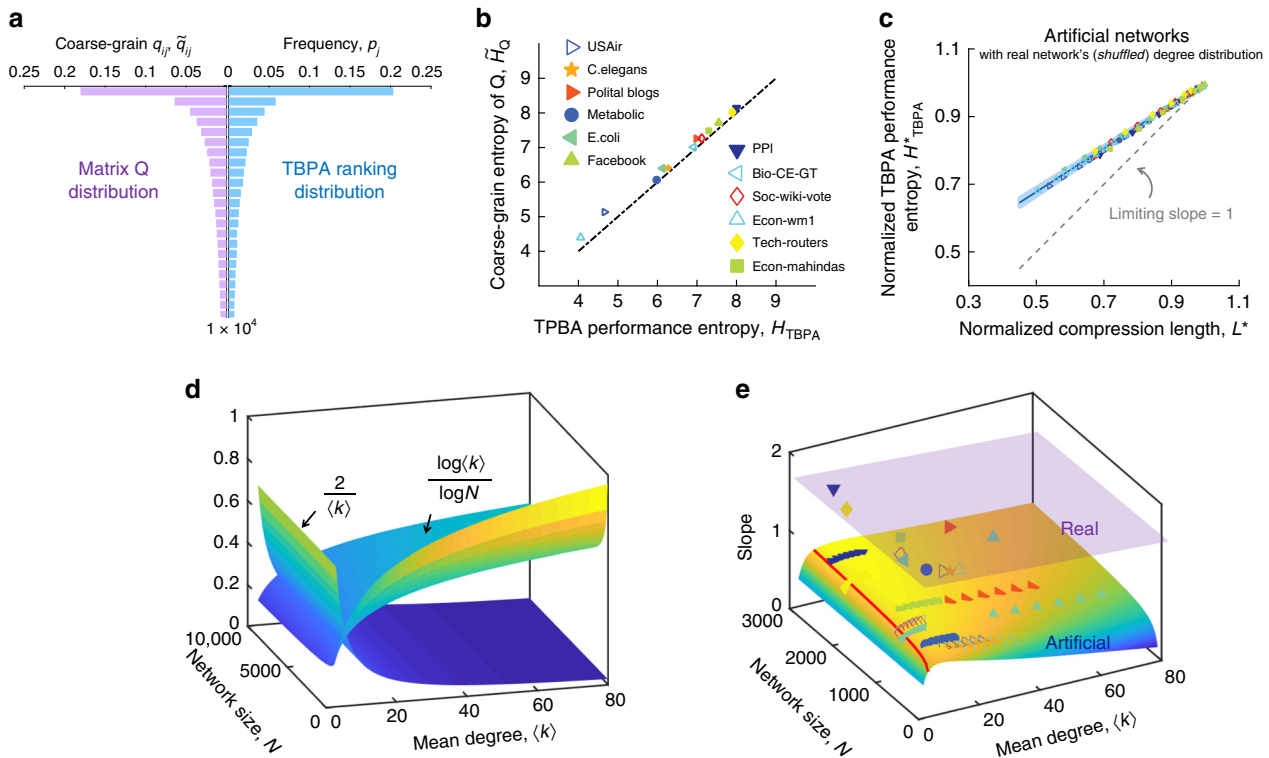 a
Coarse-grain q_ij, q̃_ij
Frequency, p_j
0.25 0.20 0.15 0.10 0.05 0 0.05 0.10 0.15 0.20 0.25
Matrix Q
distribution
TBPA ranking
distribution
1 × 10^4
b
Coarse-grain entropy of Q, H̃_Q
9
8
7
6
5
4
USAir
C.elegans
Polital blogs
Metabolic
E.coli
Facebook
PPI
Bio-CE-GT
Soc-wiki-vote
Econ-wm1
Tech-routers
Econ-mahindas
4 5 6 7 8 9
TPBA performance entropy, H_TBPA
c
Artificial networks
with real network's (shuffled) degree distribution
Normalized TBPA performance
entropy, H*_TBPA
1.1
0.9
0.7
0.5
Limiting slope = 1
0.3 0.5 0.7 0.9 1.1
Normalized compression length, L*
d
1
0.8
0.6
0.4
0.2
0
2/⟨k⟩
log⟨k⟩/logN
10,000
5000
0
Network size, N
0 20 40 60 80
Mean degree, ⟨k⟩
e
Slope
2
1
0
Real
Artificial
3000
2000
1000
0
Network size, N
0 20 40 60 80
Mean degree, ⟨k⟩